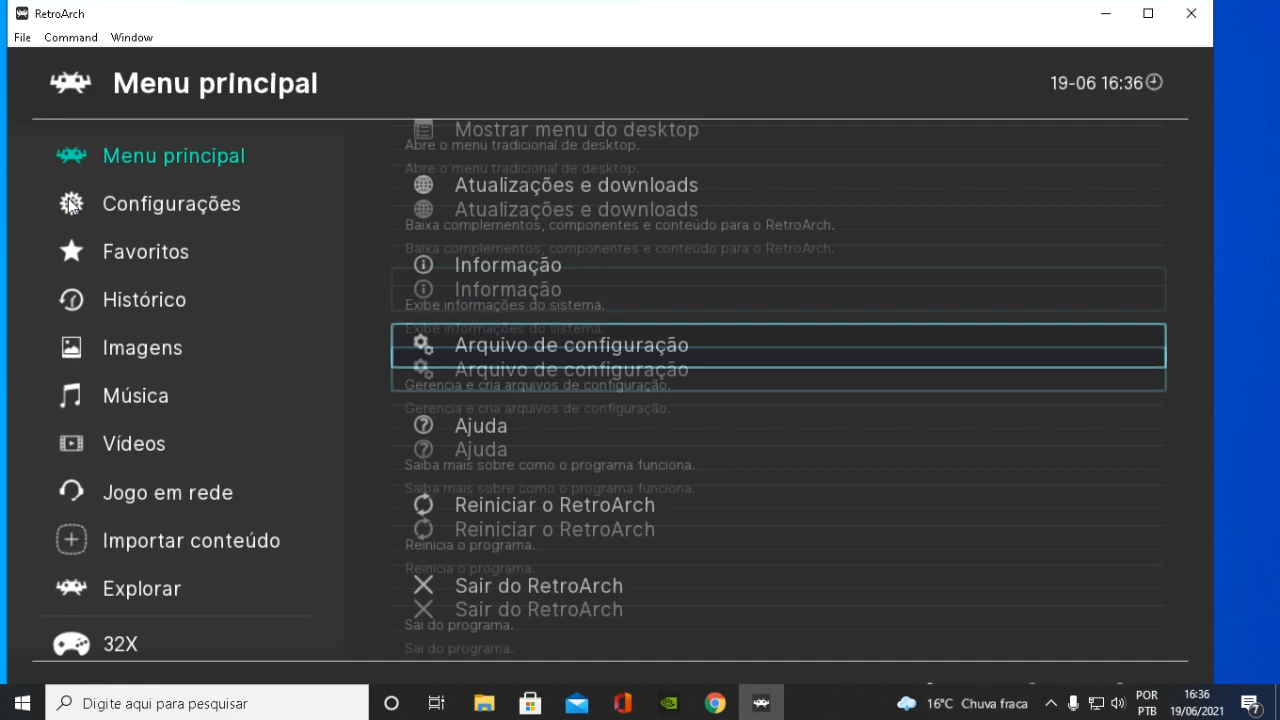 RetroArch
File Command Window
Menu principal
19-06 16:36
Menu principal
Configurações
Favoritos
Histórico
Imagens
Música
Vídeos
Jogo em rede
Importar conteúdo
Explorar
32X
Mostrar menu do desktop
Abre o menu tradicional de desktop.
Abre o menu tradicional de desktop.
Atualizações e downloads
Atualizações e downloads
Baixa complementos, componentes e conteúdo para o RetroArch.
Baixa complementos, componentes e conteúdo para o RetroArch.
Informação
Informação
Exibe informações do sistema.
Exibe informações do sistema.
Arquivo de configuração
Arquivo de configuração
Gerencia e cria arquivos de configuração.
Gerencia e cria arquivos de configuração.
Ajuda
Ajuda
Saiba mais sobre como o programa funciona.
Saiba mais sobre como o programa funciona.
Reiniciar o RetroArch
Reiniciar o RetroArch
Reinicia o programa.
Reinicia o programa.
Sair do RetroArch
Sair do RetroArch
Sai do programa.
Sai do programa.
Digite aqui para pesquisar
16°C Chuva fraca
POR
PTB
16:36
19/06/2021
7